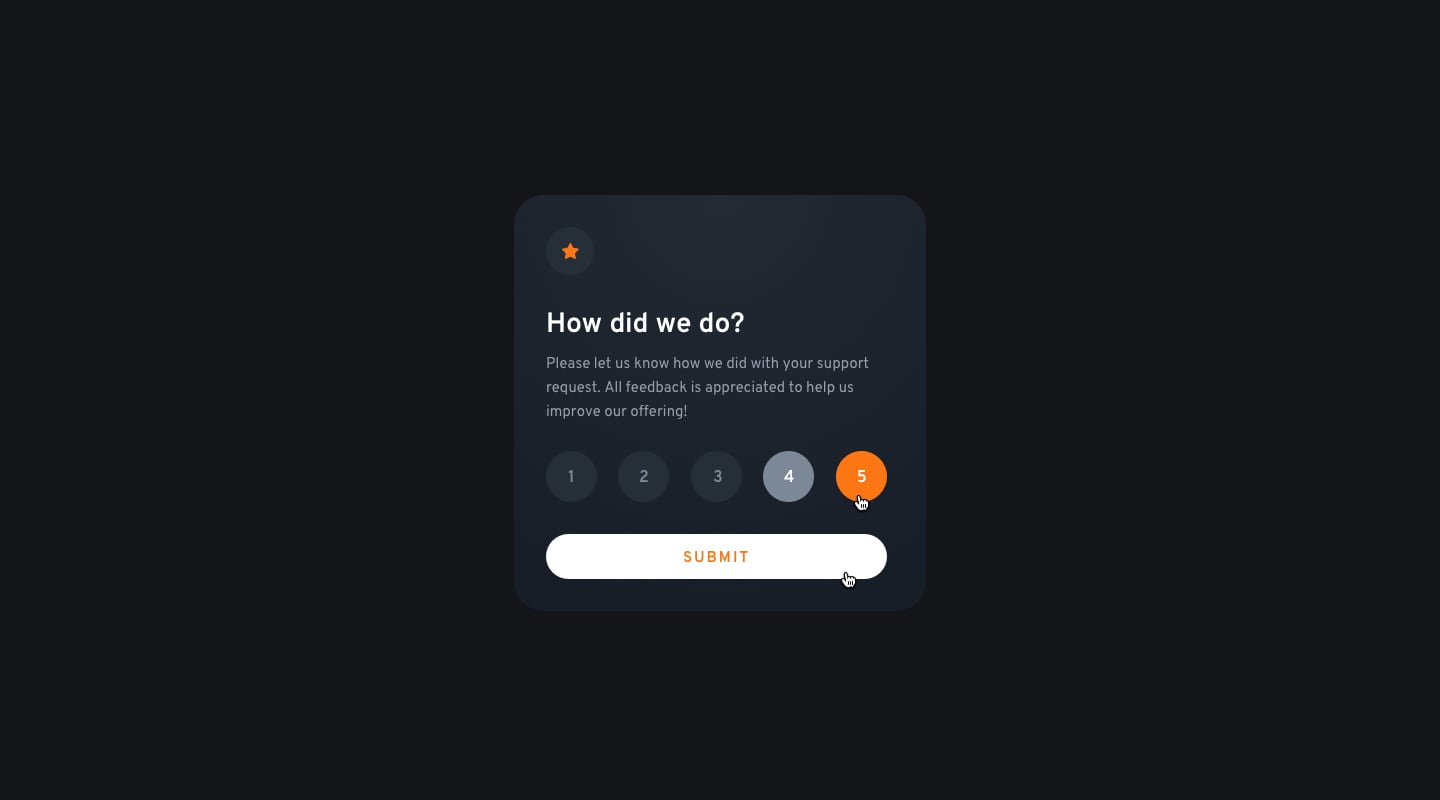 How did we do?
Please let us know how we did with your support
request. All feedback is appreciated to help us
improve our offering!
1 2 3 4 5
SUBMIT